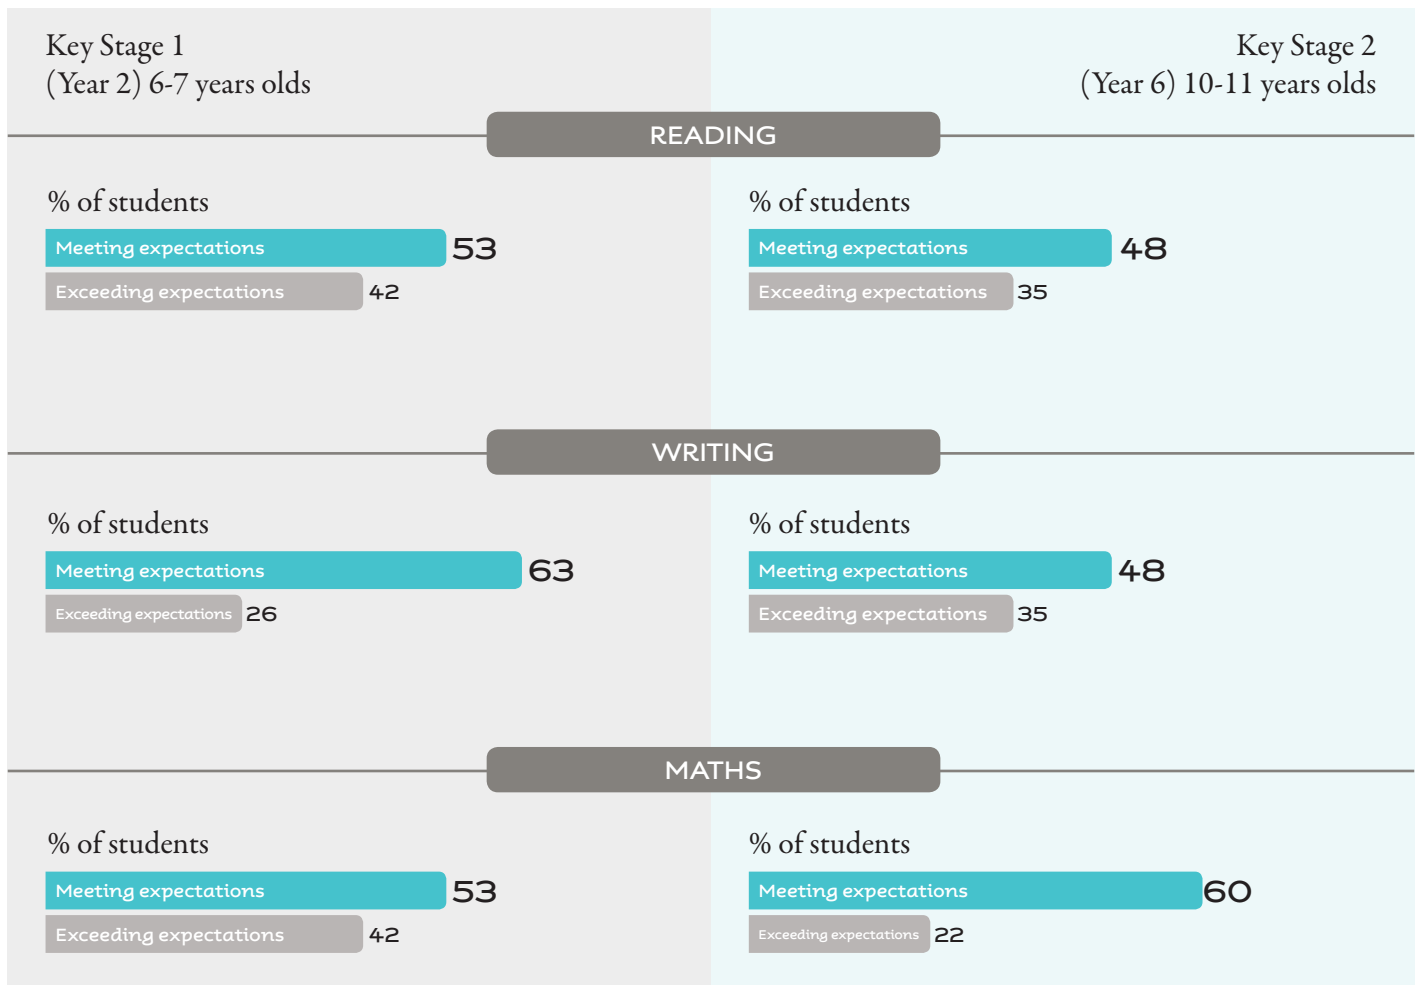 Key Stage 1
(Year 2) 6-7 years olds
Key Stage 2
(Year 6) 10-11 years olds
READING
% of students
Meeting expectations 53
Exceeding expectations 42
% of students
Meeting expectations 48
Exceeding expectations 35
WRITING
% of students
Meeting expectations 63
Exceeding expectations 26
% of students
Meeting expectations 48
Exceeding expectations 35
MATHS
% of students
Meeting expectations 53
Exceeding expectations 42
% of students
Meeting expectations 60
Exceeding expectations 22